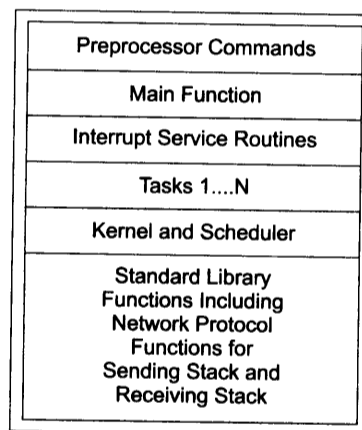 Preprocessor Commands
Main Function
Interrupt Service Routines
Tasks 1....N
Kernel and Scheduler
Standard Library
Functions Including
Network Protocol
Functions for
Sending Stack and
Receiving Stack